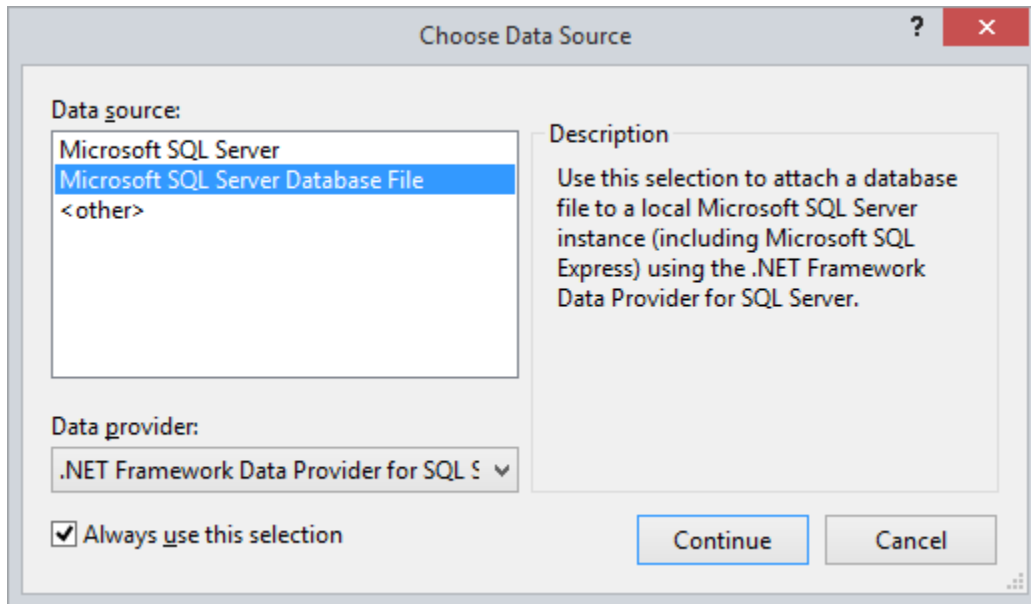 Choose Data Source
?
Data source:
Microsoft SQL Server
Microsoft SQL Server Database File
<other>
Description
Use this selection to attach a database
file to a local Microsoft SQL Server
instance (including Microsoft SQL
Express) using the .NET Framework
Data Provider for SQL Server.
Data provider:
.NET Framework Data Provider for SQL S
Always use this selection
Continue
Cancel